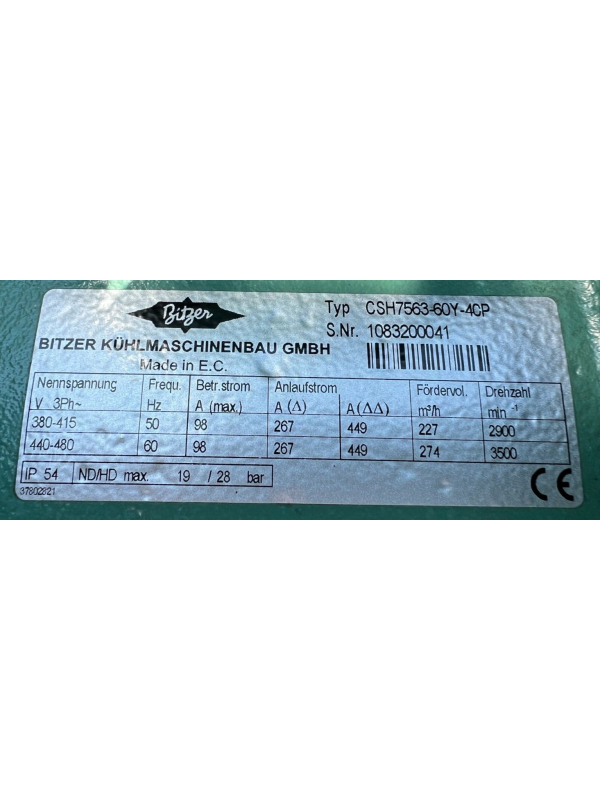 Bitzer
Typ CSH7563-60Y-4CP
S.Nr. 1083200041
BITZER KÜHLMASCHINENBAU GMBH
Made in E.C.
Nennspannung Frequ. Betr.strom Anlaufstrom Fördervol. Drehzahl
V 3Ph~ Hz A (max.) A (Δ) A (ΔΔ) m³/h min⁻¹
380-415 50 98 267 449 227 2900
440-480 60 98 267 449 274 3500
IP 54 ND/HD max. 19 / 28 bar
37802821
CE